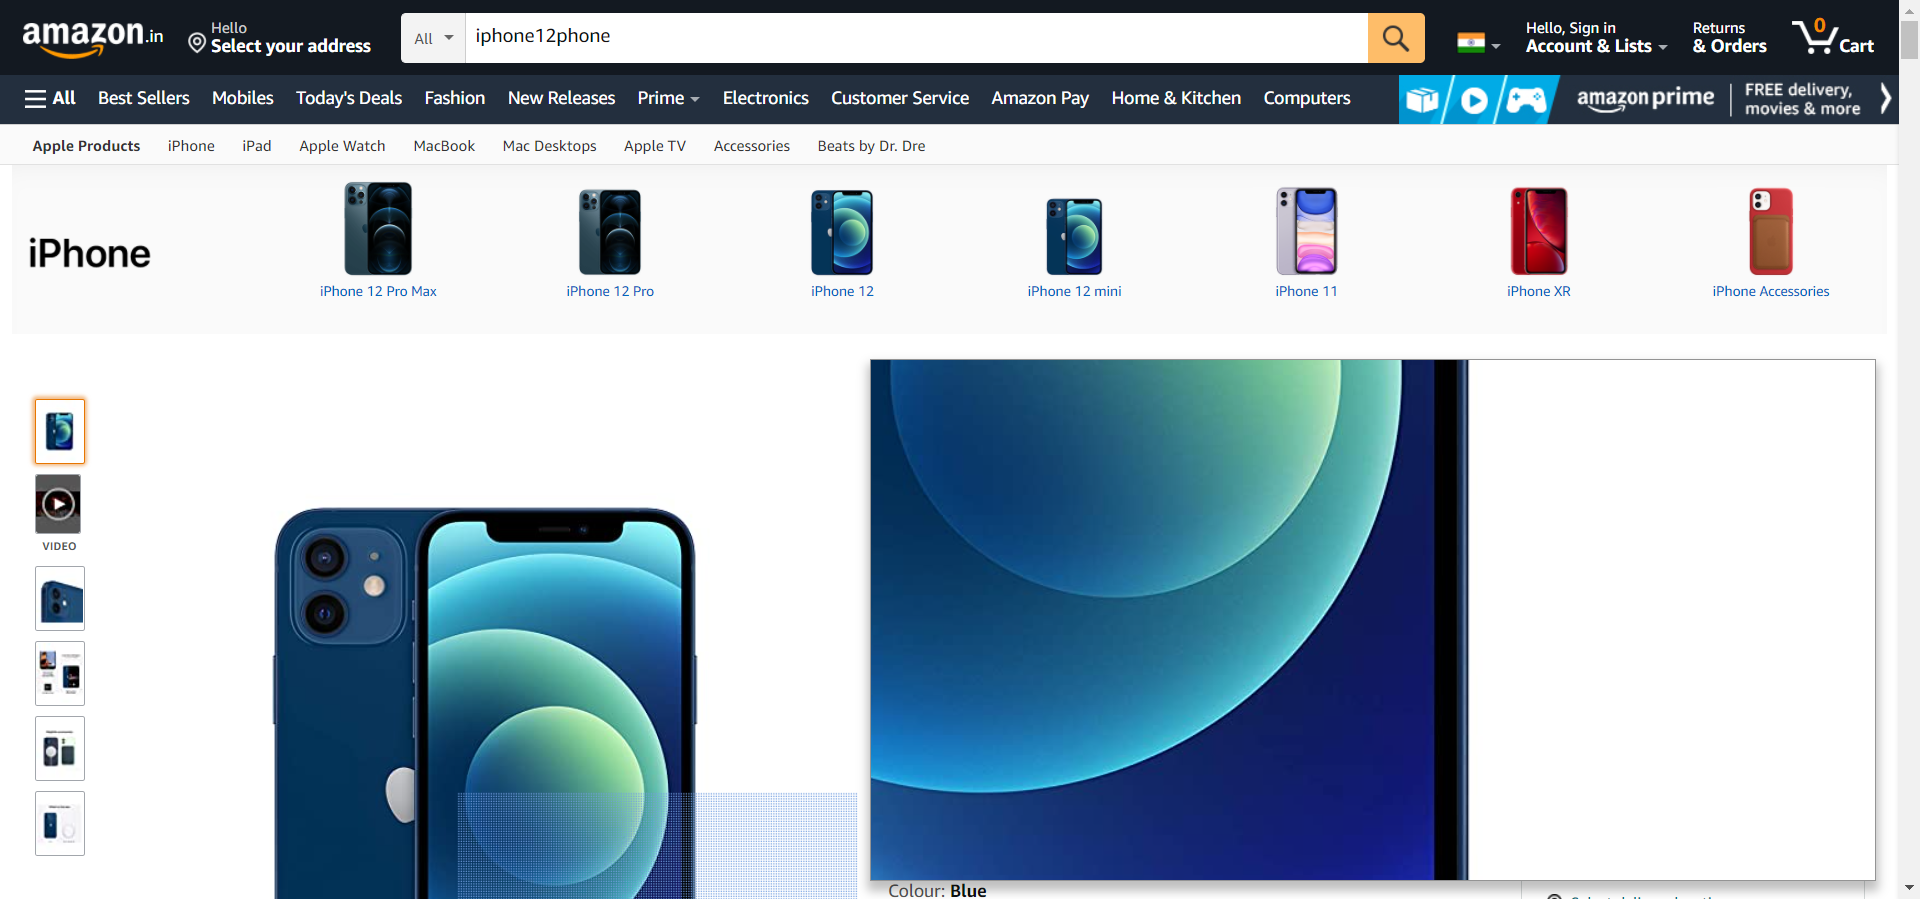 amazon.in
Hello
Select your address
All
iphone12phone
Hello, Sign in
Account & Lists
Returns
& Orders
0
Cart
All
Best Sellers
Mobiles
Today's Deals
Fashion
New Releases
Prime
Electronics
Customer Service
Amazon Pay
Home & Kitchen
Computers
amazon prime
FREE delivery,
movies & more
Apple Products
iPhone
iPad
Apple Watch
MacBook
Mac Desktops
Apple TV
Accessories
Beats by Dr. Dre
iPhone
iPhone 12 Pro Max
iPhone 12 Pro
iPhone 12
iPhone 12 mini
iPhone 11
iPhone XR
iPhone Accessories
VIDEO
Colour: Blue